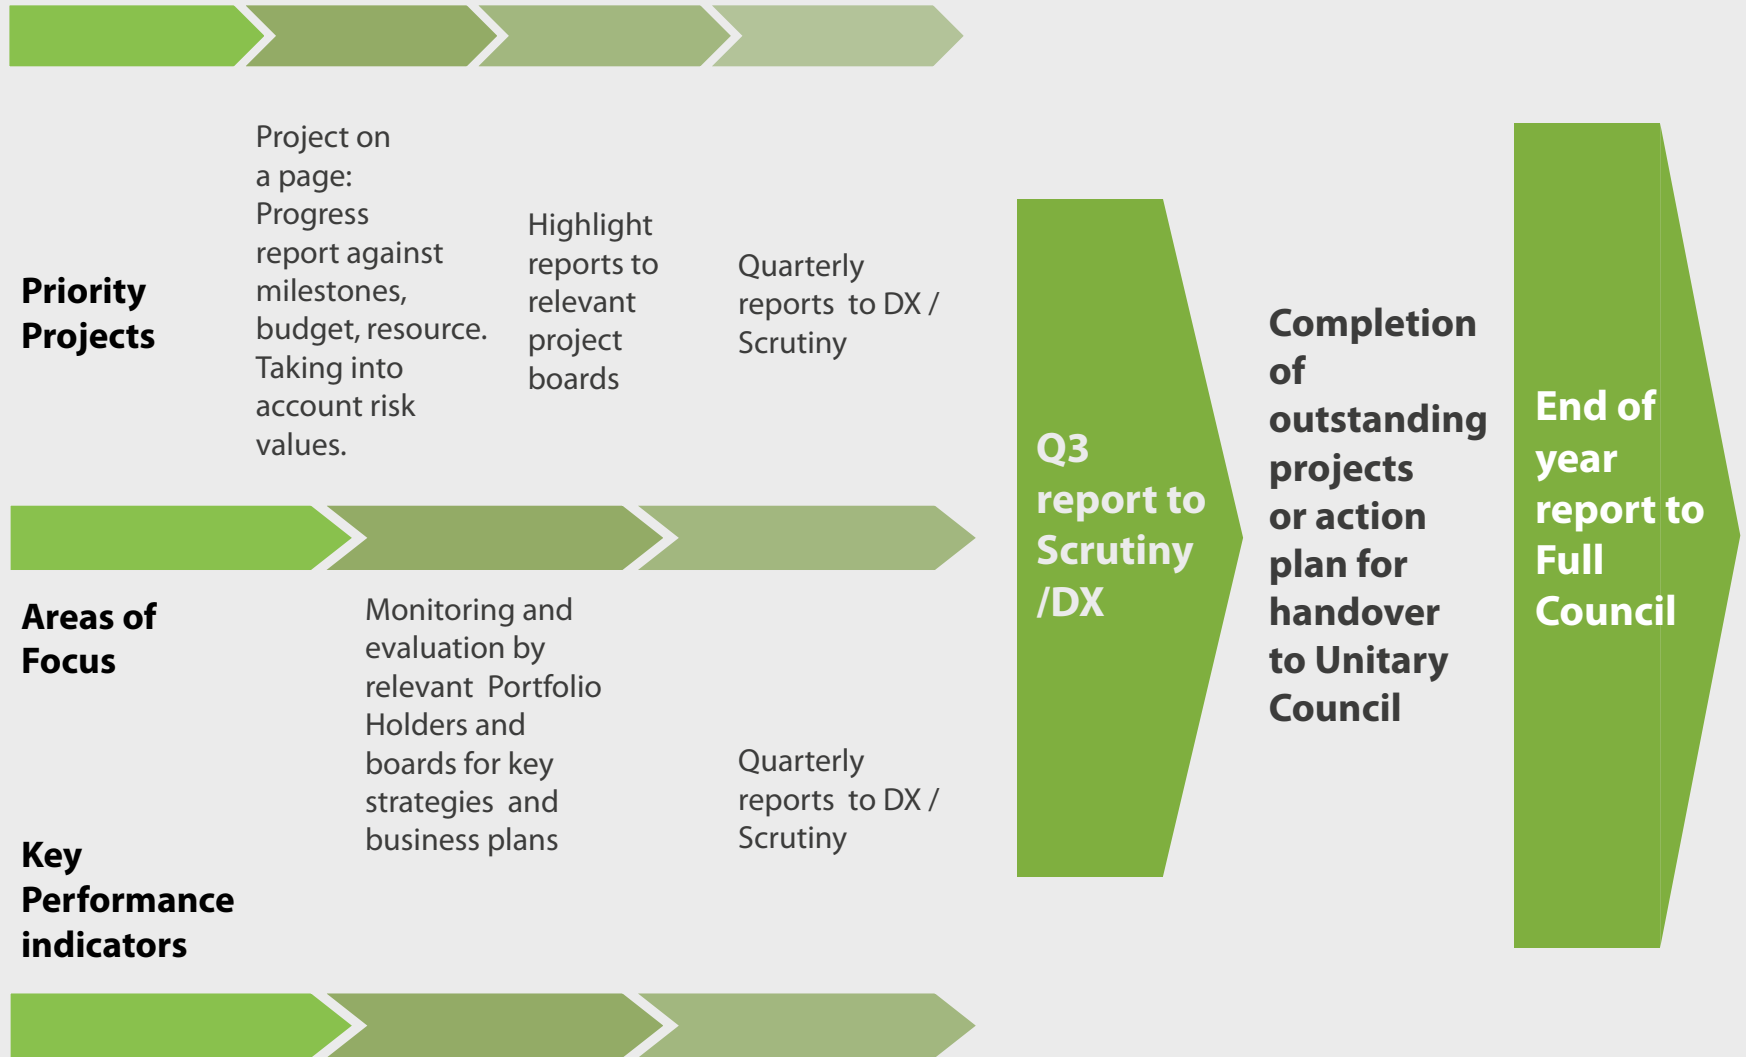 Priority
Projects
Project on
a page:
Progress
report against
milestones,
budget, resource.
Taking into
account risk
values.
Highlight
reports to
relevant
project
boards
Quarterly
reports to DX /
Scrutiny
Areas of
Focus
Key
Performance
indicators
Monitoring and
evaluation by
relevant Portfolio
Holders and
boards for key
strategies and
business plans
Quarterly
reports to DX /
Scrutiny
Q3
report to
Scrutiny
/DX
Completion
of
outstanding
projects
or action
plan for
handover
to Unitary
Council
End of
year
report to
Full
Council